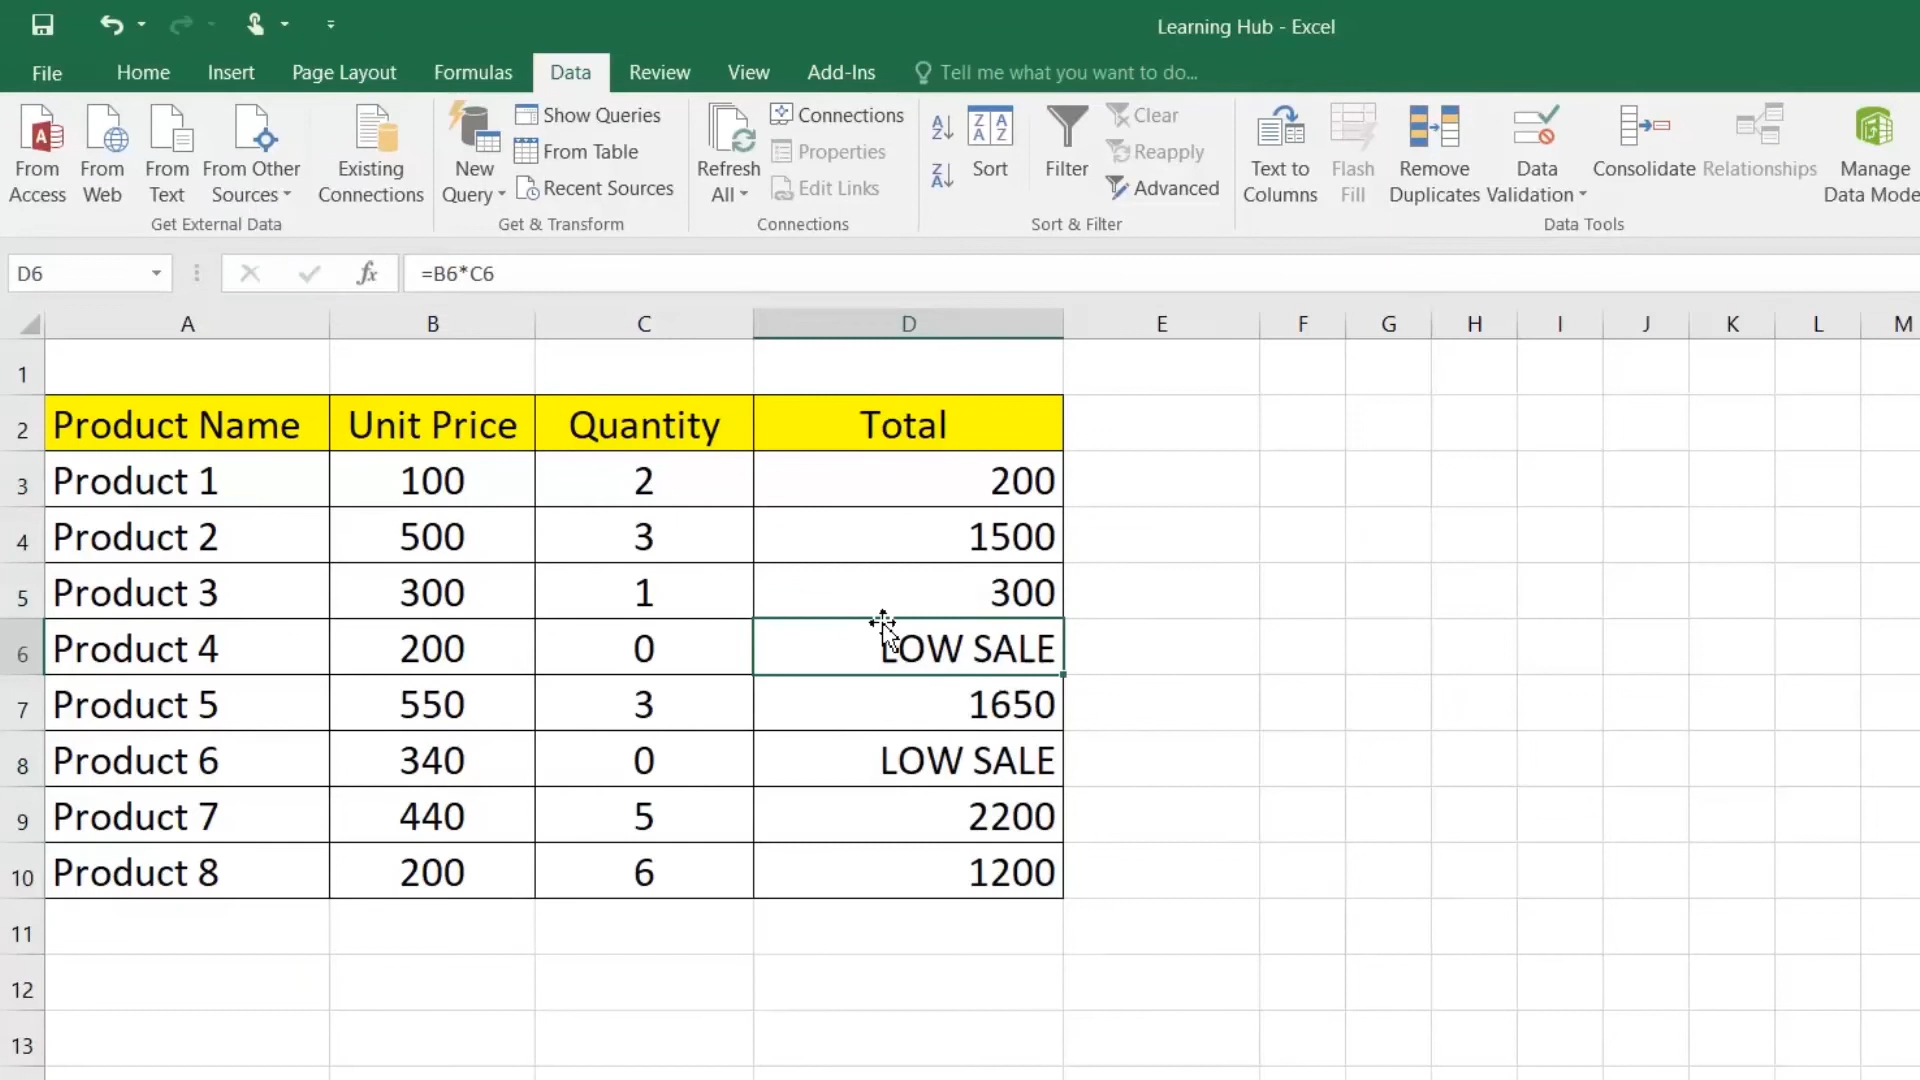 Learning Hub - Excel
File Home Insert Page Layout Formulas Data Review View Add-Ins Tell me what you want to do...
From Access
From Web
From Text
From Other Sources
Existing Connections
Get External Data
New Query
Show Queries
From Table
Recent Sources
Get & Transform
Refresh All
Connections
Properties
Edit Links
Connections
Sort
Filter
Clear
Reapply
Advanced
Sort & Filter
Text to Columns
Flash Fill
Remove Duplicates
Data Validation
Consolidate
Relationships
Manage Data Mode
Data Tools
D6 fx =B6*C6
A B C D E F G H I J K L M
1
2 Product Name Unit Price Quantity Total
3 Product 1 100 2 200
4 Product 2 500 3 1500
5 Product 3 300 1 300
6 Product 4 200 0 LOW SALE
7 Product 5 550 3 1650
8 Product 6 340 0 LOW SALE
9 Product 7 440 5 2200
10 Product 8 200 6 1200
11
12
13